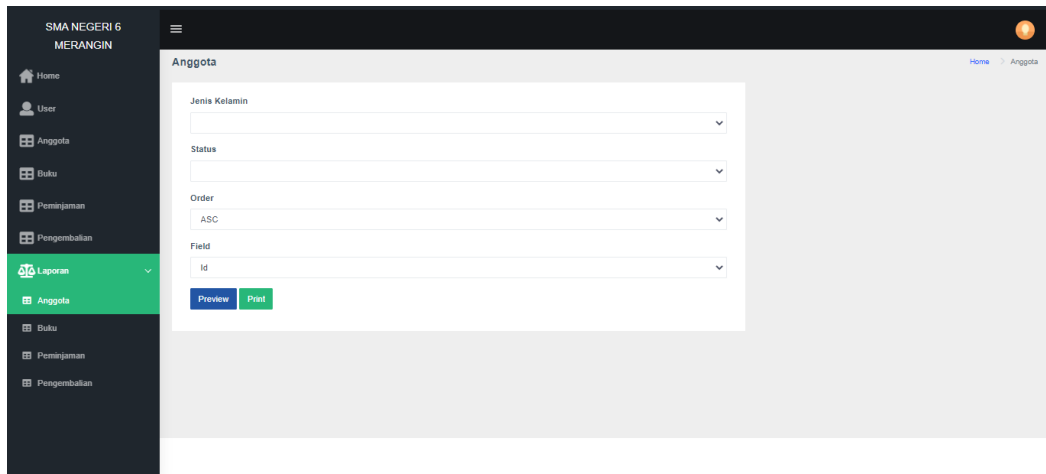 SMA NEGERI 6
MERANGIN
Home
User
Anggota
Buku
Peminjaman
Pengembalian
Laporan
Anggota
Buku
Peminjaman
Pengembalian
Anggota
Home > Anggota
Jenis Kelamin
Status
Order
ASC
Field
Id
Preview Print